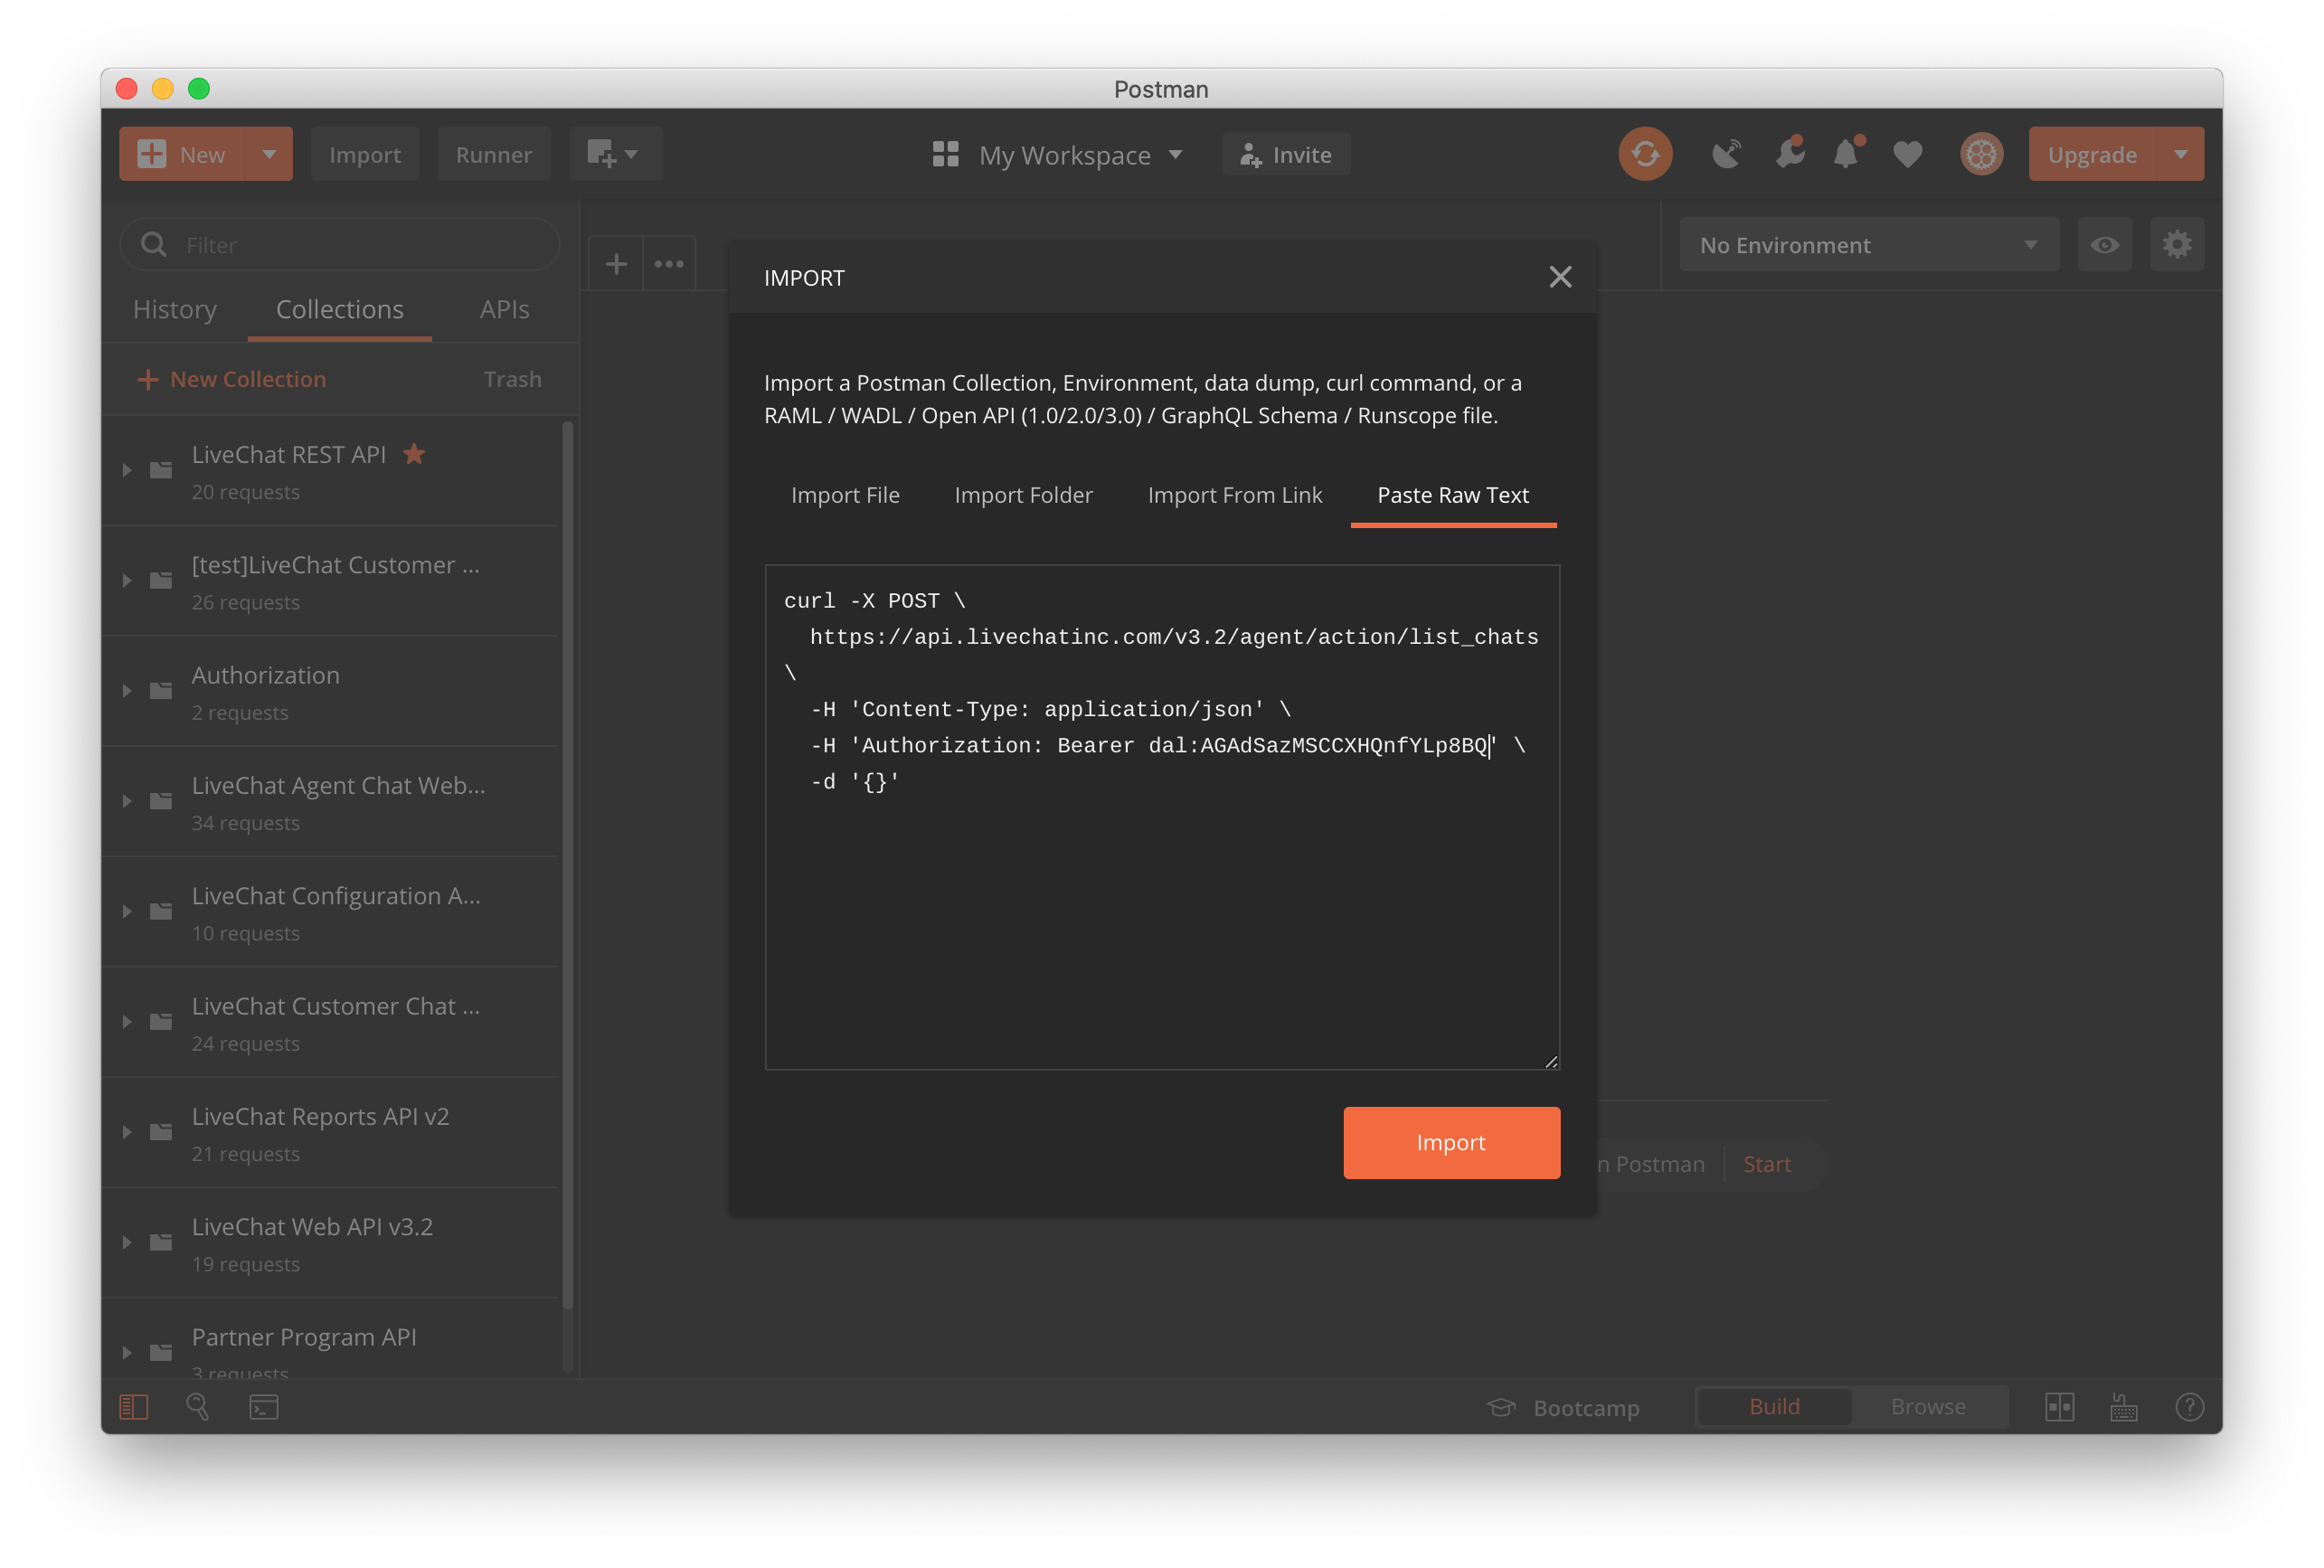 Postman
New
Import
Runner
My Workspace
Invite
Upgrade
Filter
No Environment
History
Collections
APIs
New Collection
Trash
LiveChat REST API
20 requests
[test]LiveChat Customer ...
26 requests
Authorization
2 requests
LiveChat Agent Chat Web...
34 requests
LiveChat Configuration A...
10 requests
LiveChat Customer Chat ...
24 requests
LiveChat Reports API v2
21 requests
LiveChat Web API v3.2
19 requests
Partner Program API
3 requests
IMPORT
Import a Postman Collection, Environment, data dump, curl command, or a
RAML / WADL / Open API (1.0/2.0/3.0) / GraphQL Schema / Runscope file.
Import File
Import Folder
Import From Link
Paste Raw Text
curl -X POST \
https://api.livechatinc.com/v3.2/agent/action/list_chats
\
-H 'Content-Type: application/json' \
-H 'Authorization: Bearer dal:AGAdSazMSCCXHQnfYLp8BQ' \
-d '{}'
Import
n Postman
Start
Bootcamp
Build
Browse